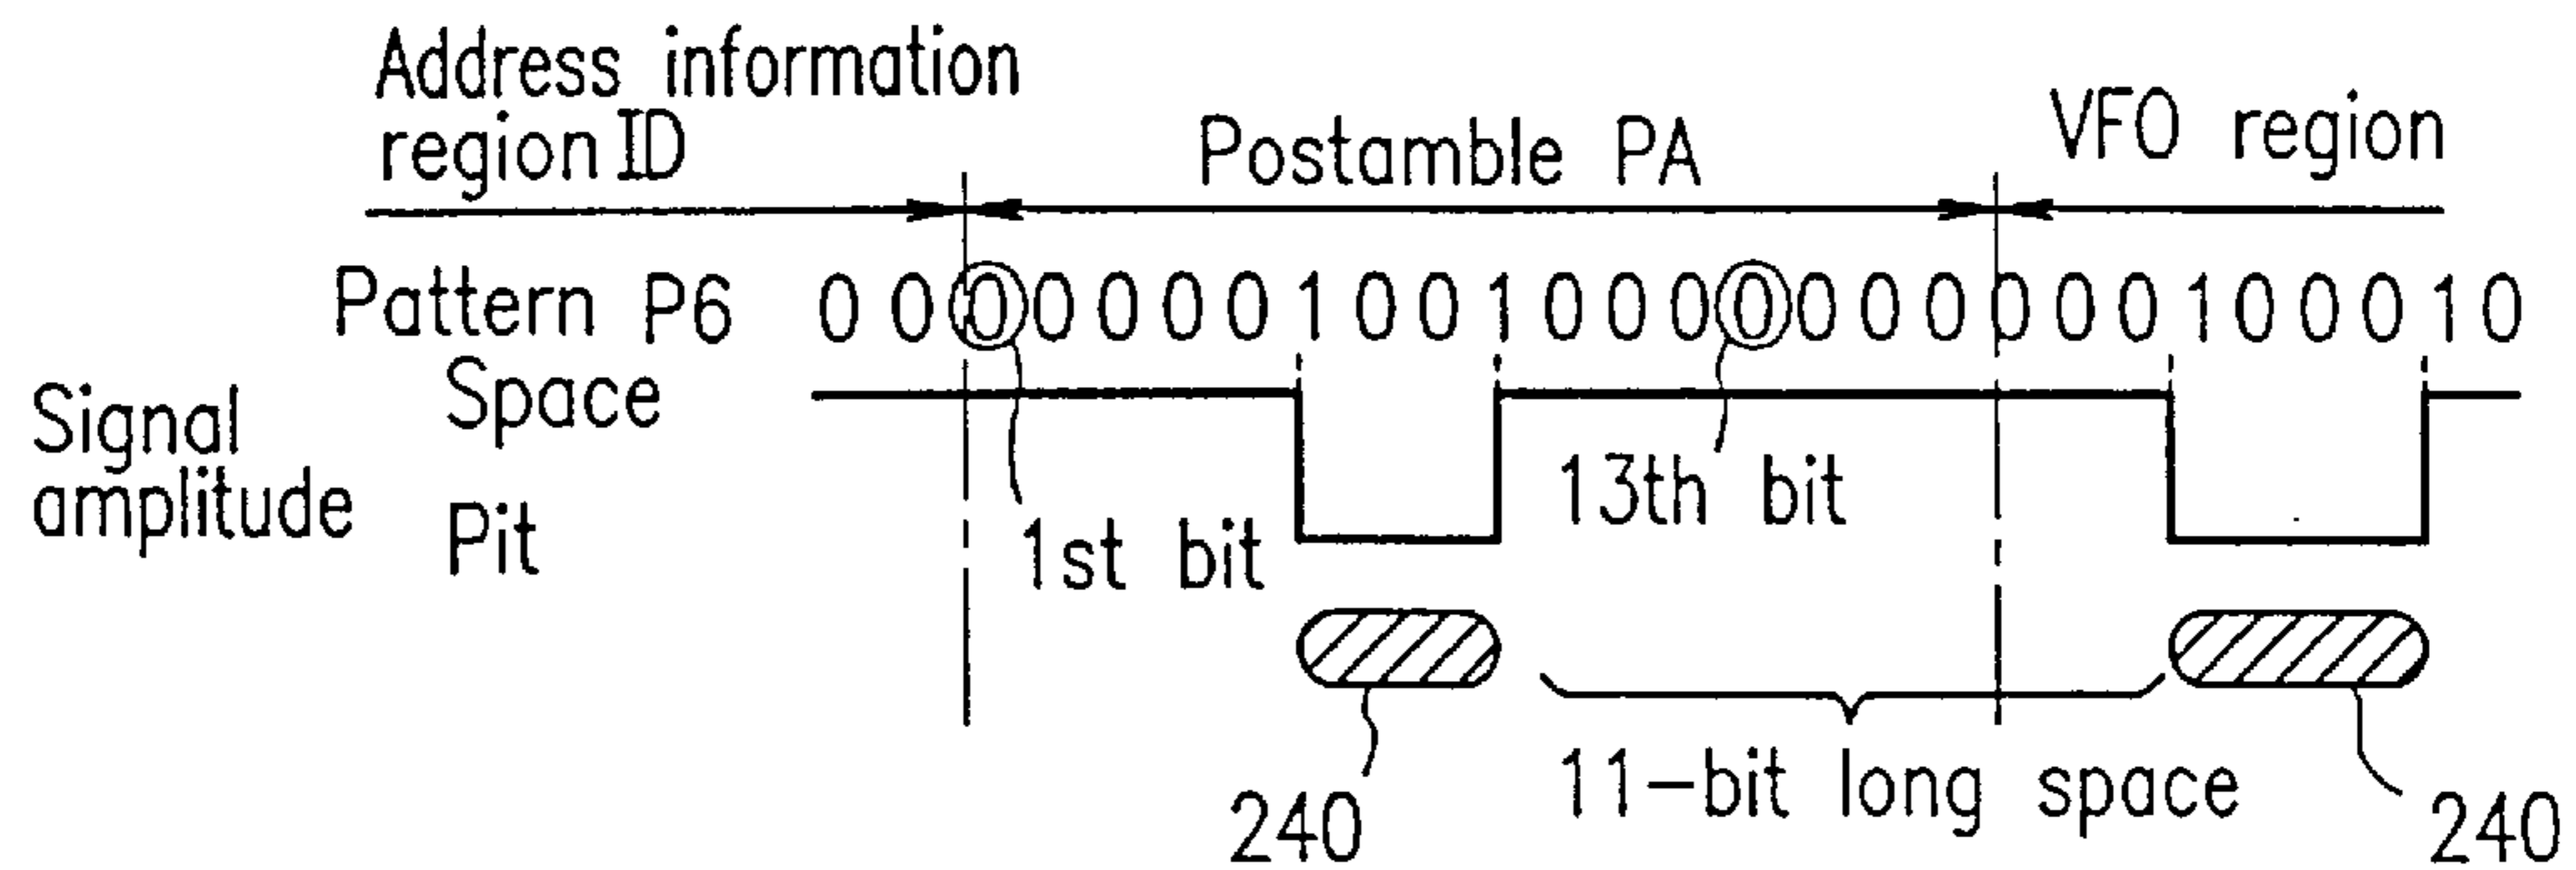 Address information
region ID
Postamble PA
VFO region
Pattern P6 0 0 0 0 0 0 0 1 0 0 1 0 0 0 0 0 0 0 0 0 0 1 0 0 0 1 0
Space
Signal
amplitude
Pit
1st bit
13th bit
240
11-bit long space
240